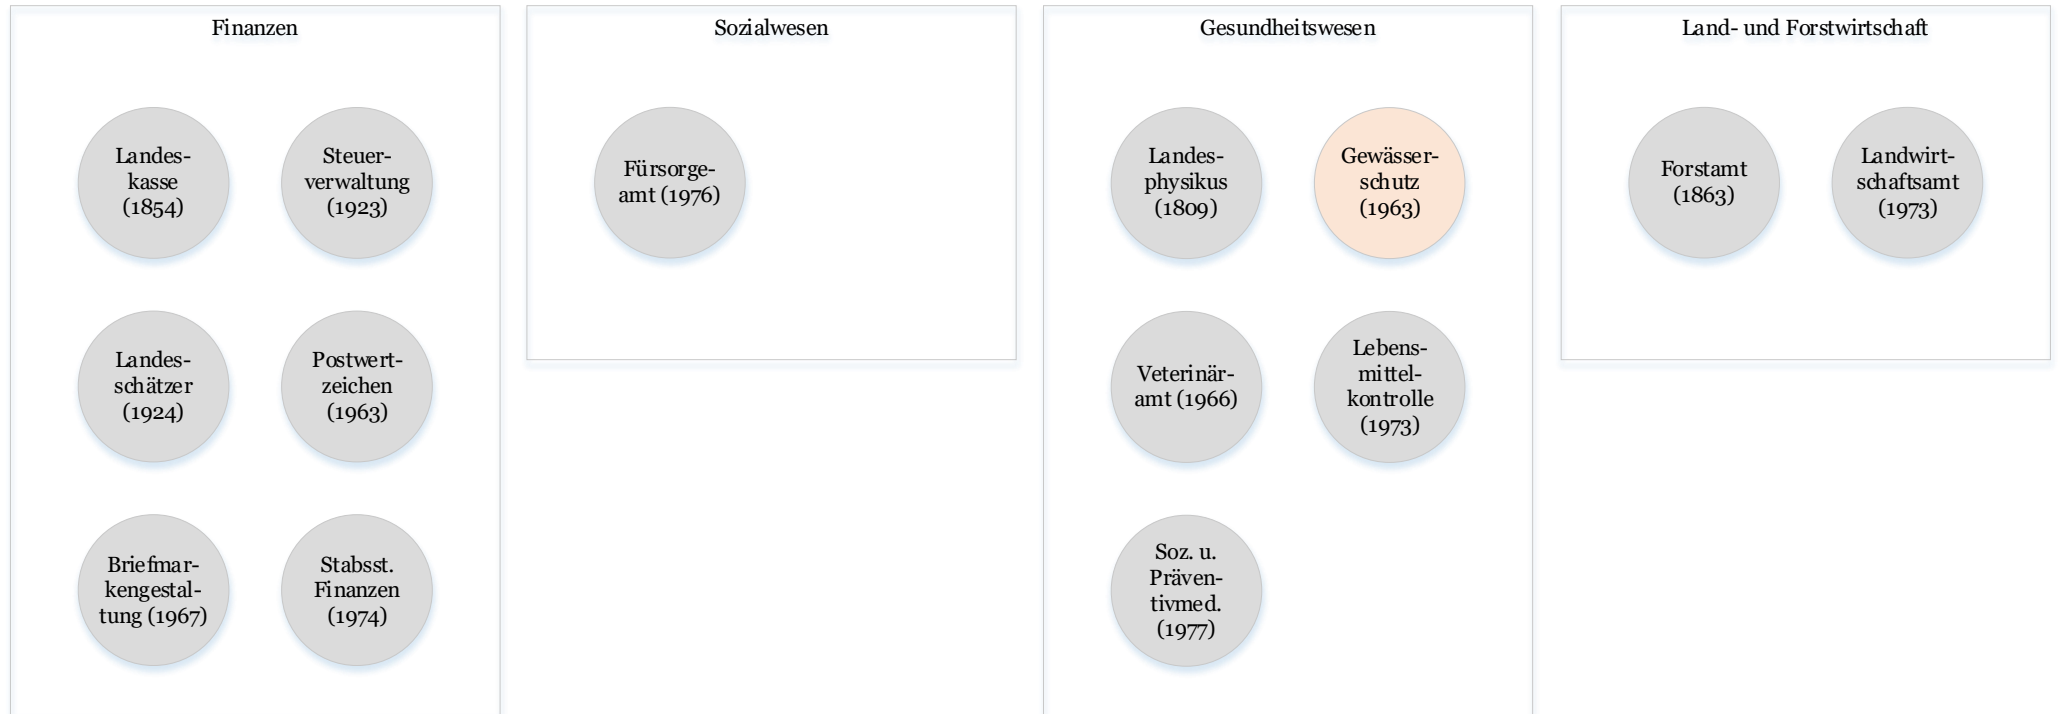 Finanzen
Landes-
kasse
(1854)
Steuer-
verwaltung
(1923)
Landes-
schätzer
(1924)
Postwert-
zeichen
(1963)
Briefmar-
kengestal-
tung (1967)
Stabsst.
Finanzen
(1974)
Sozialwesen
Fürsorge-
amt (1976)
Gesundheitswesen
Landes-
physikus
(1809)
Gewässer-
schutz
(1963)
Veterinär-
amt (1966)
Lebens-
mittel-
kontrolle
(1973)
Soz. u.
Präven-
tivmed.
(1977)
Land- und Forstwirtschaft
Forstamt
(1863)
Landwirt-
schaftsamt
(1973)